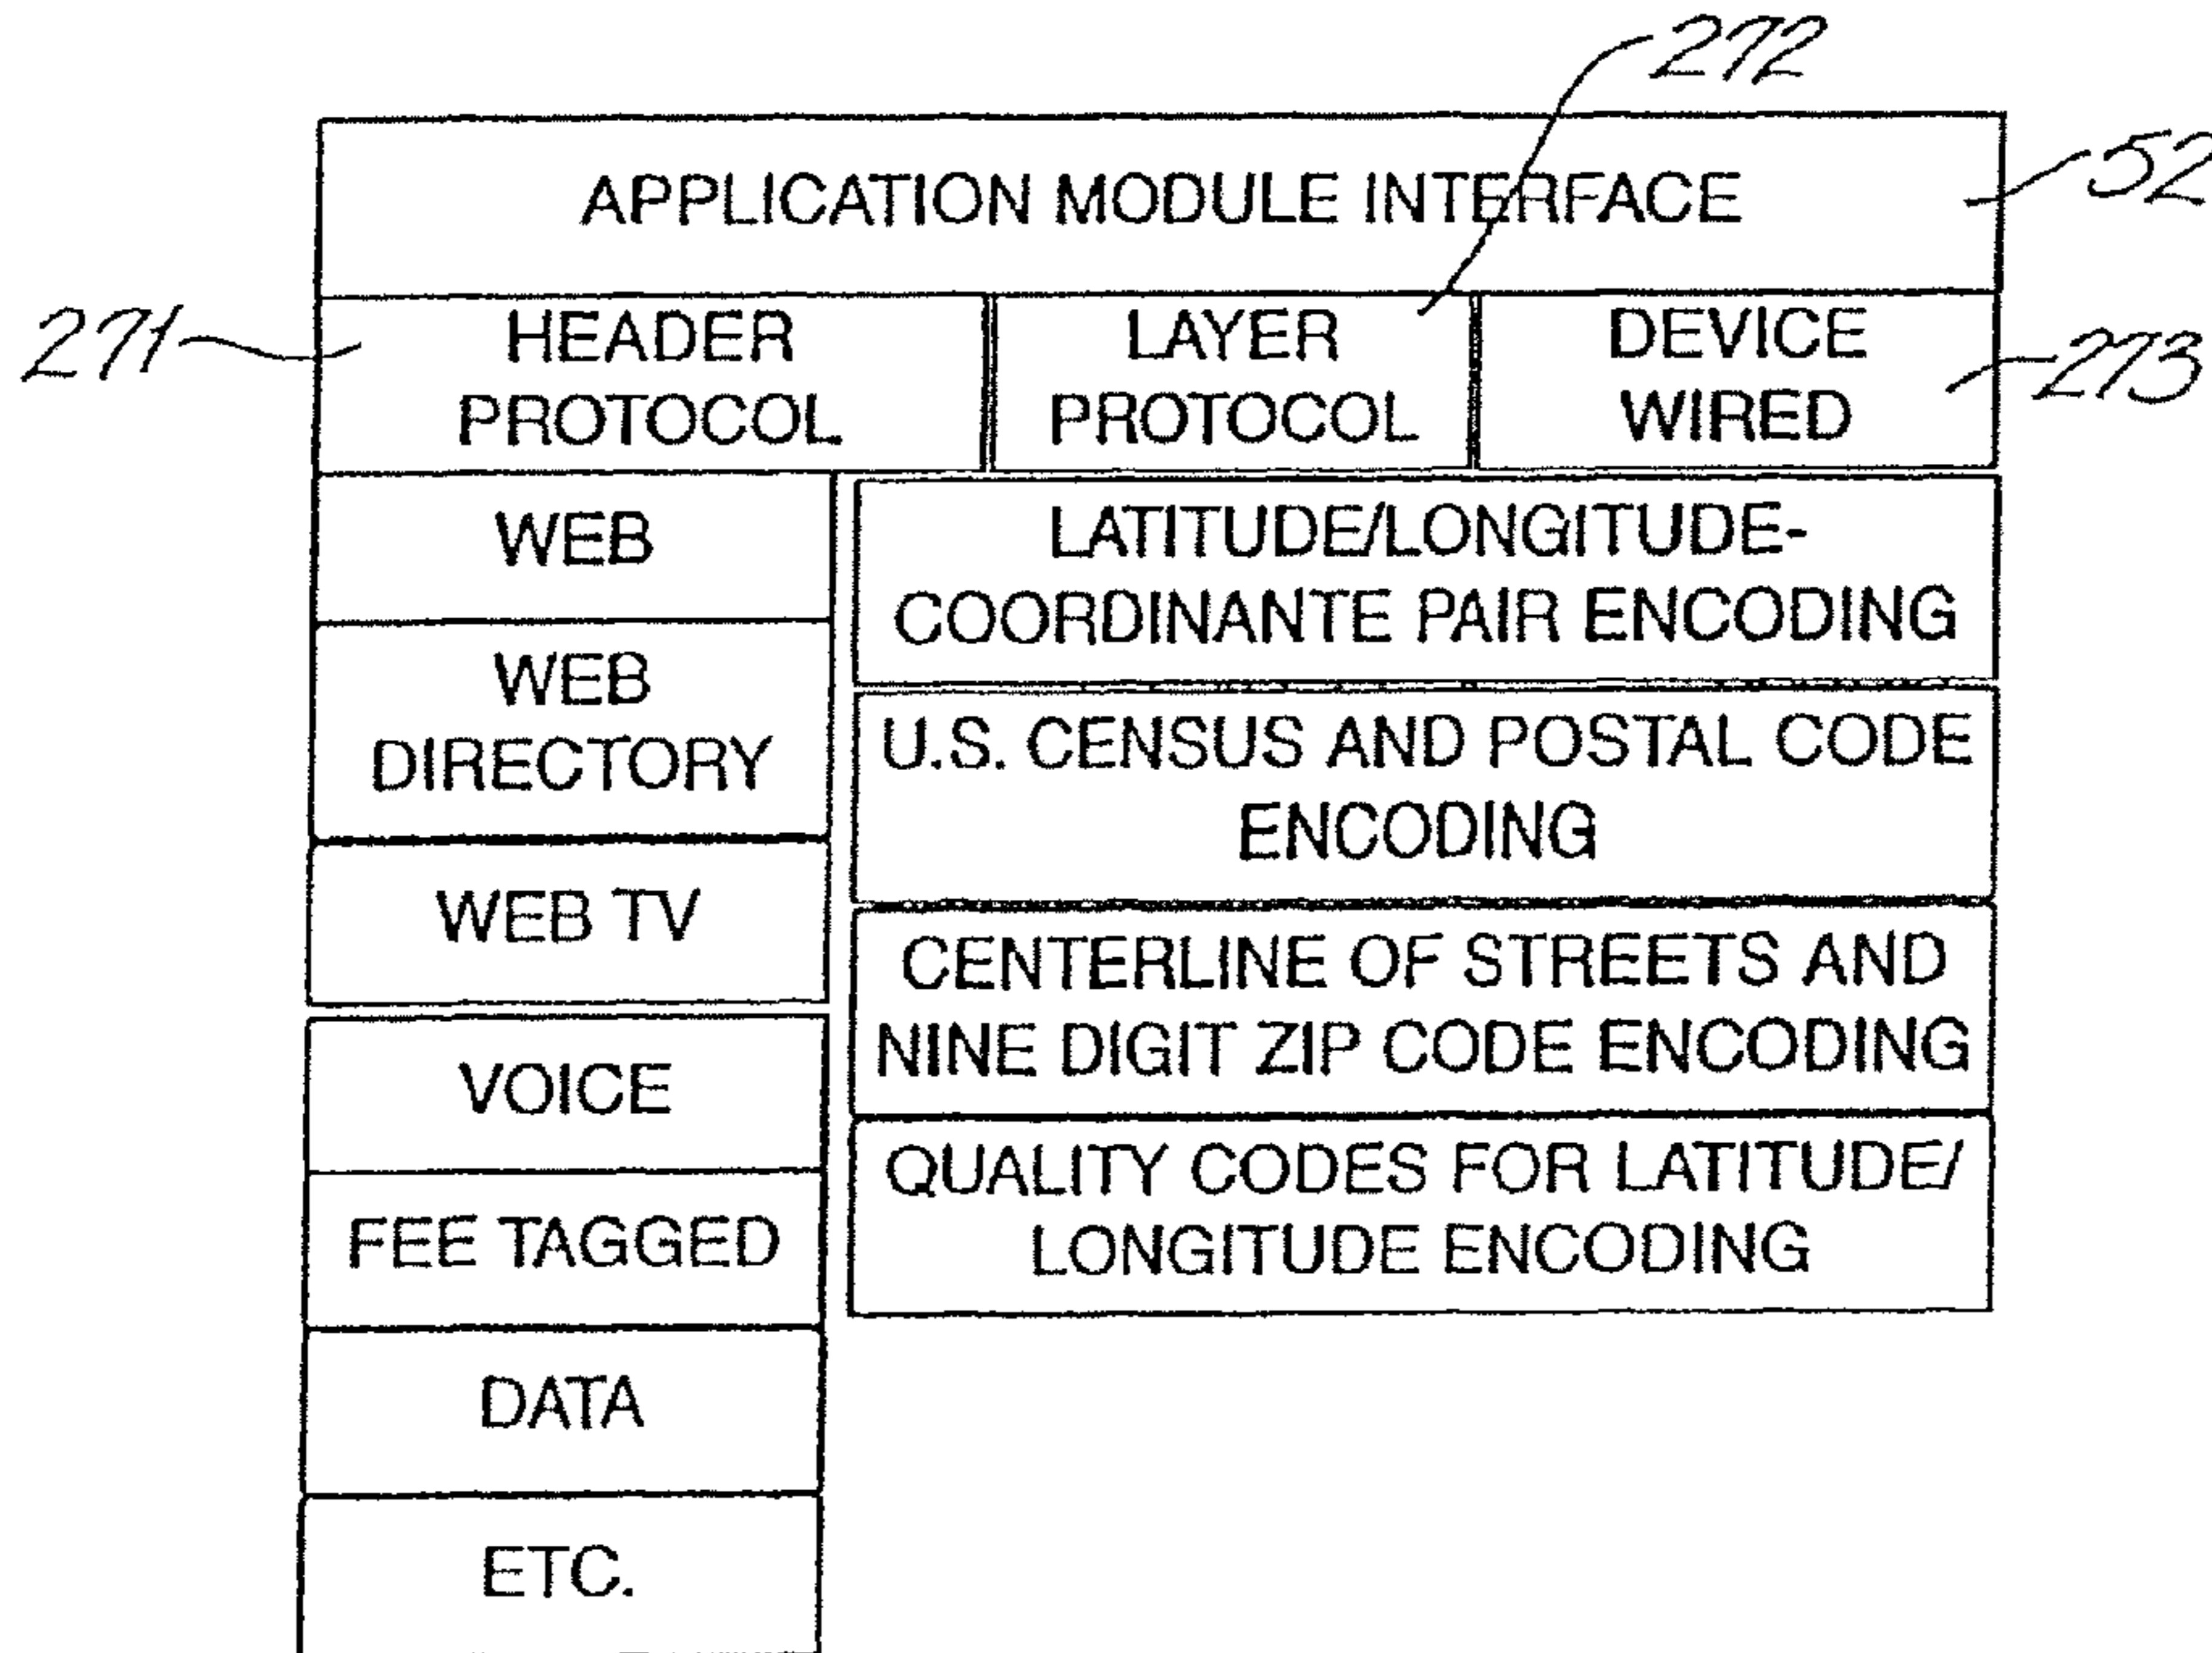 272
APPLICATION MODULE INTERFACE
52
271
HEADER
PROTOCOL
LAYER
PROTOCOL
DEVICE
WIRED
273
WEB
WEB
DIRECTORY
WEB TV
VOICE
FEE TAGGED
DATA
ETC.
LATITUDE/LONGITUDE-
COORDINANTE PAIR ENCODING
U.S. CENSUS AND POSTAL CODE
ENCODING
CENTERLINE OF STREETS AND
NINE DIGIT ZIP CODE ENCODING
QUALITY CODES FOR LATITUDE/
LONGITUDE ENCODING